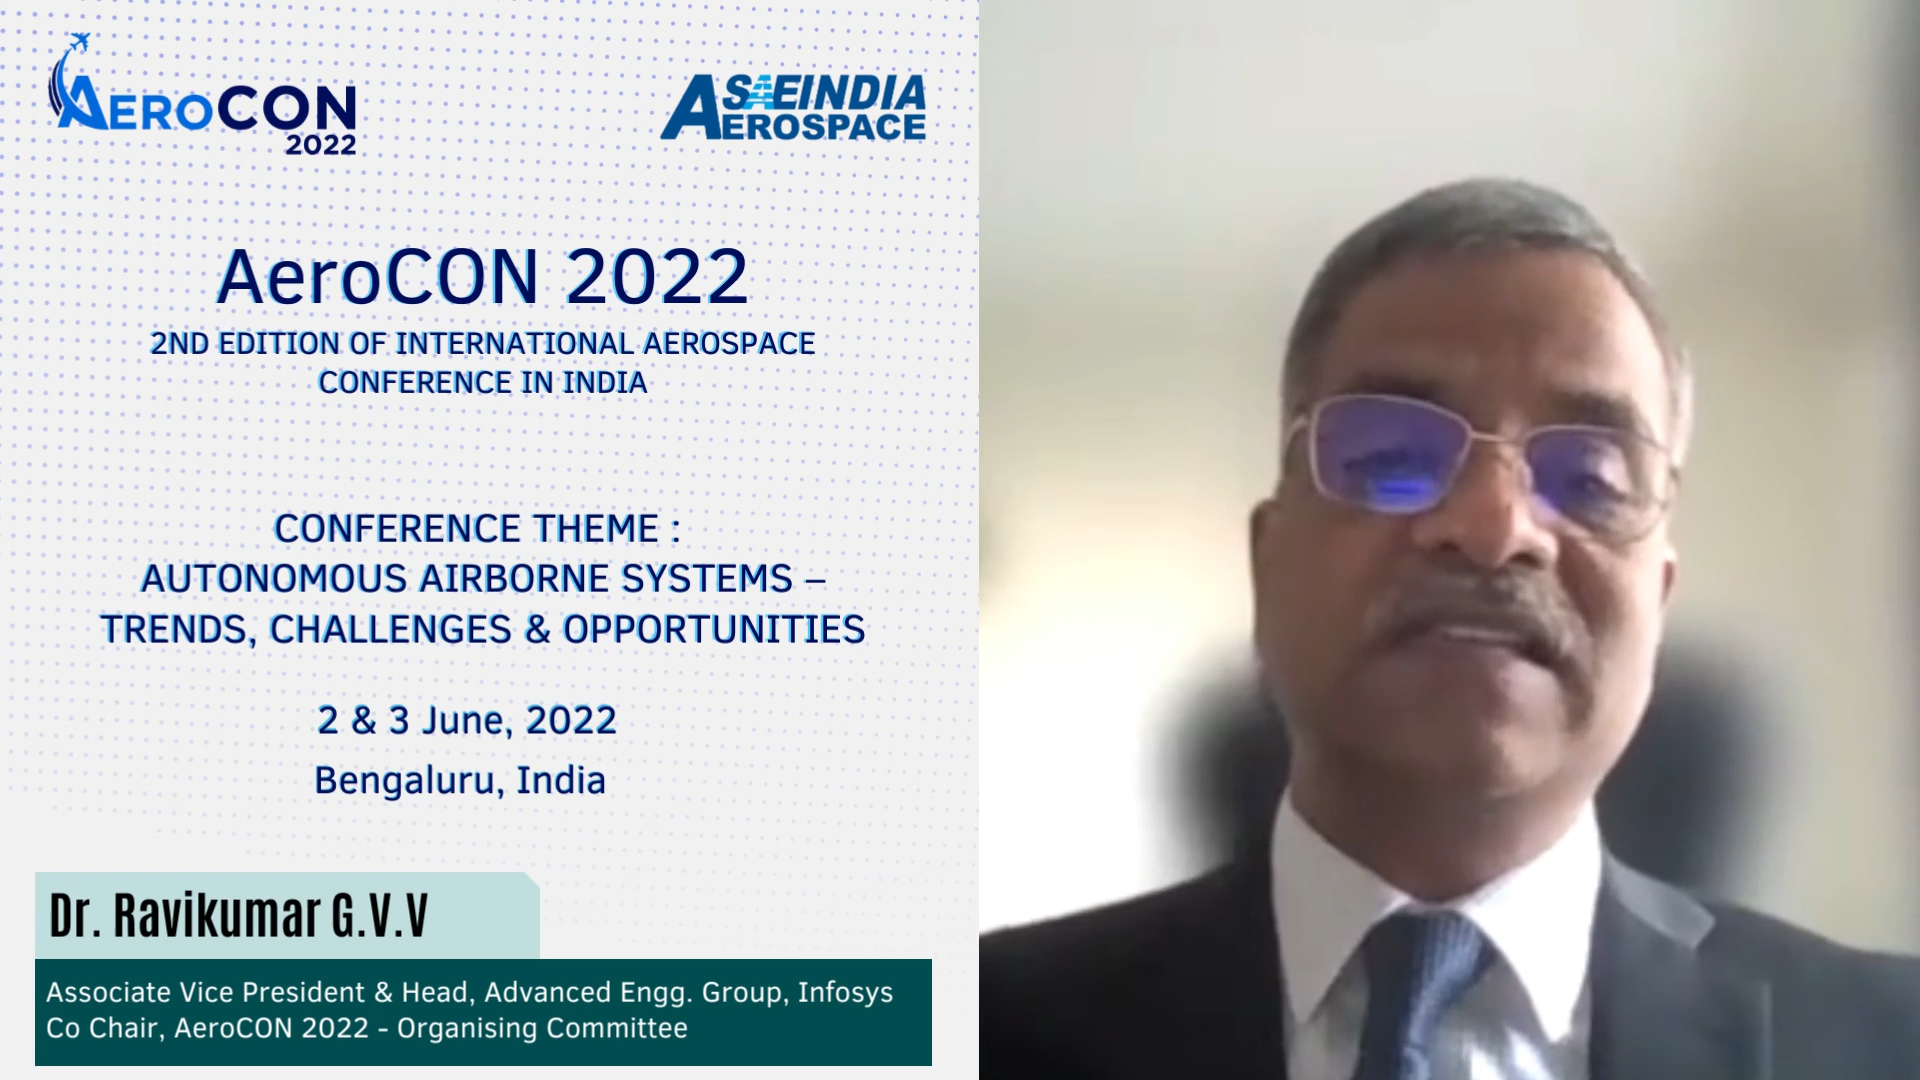 AEROCON
2022
SAEINDIA
AEROSPACE
AeroCON 2022
2ND EDITION OF INTERNATIONAL AEROSPACE
CONFERENCE IN INDIA
CONFERENCE THEME :
AUTONOMOUS AIRBORNE SYSTEMS –
TRENDS, CHALLENGES & OPPORTUNITIES
2 & 3 June, 2022
Bengaluru, India
Dr. Ravikumar G.V.V
Associate Vice President & Head, Advanced Engg. Group, Infosys
Co Chair, AeroCON 2022 - Organising Committee